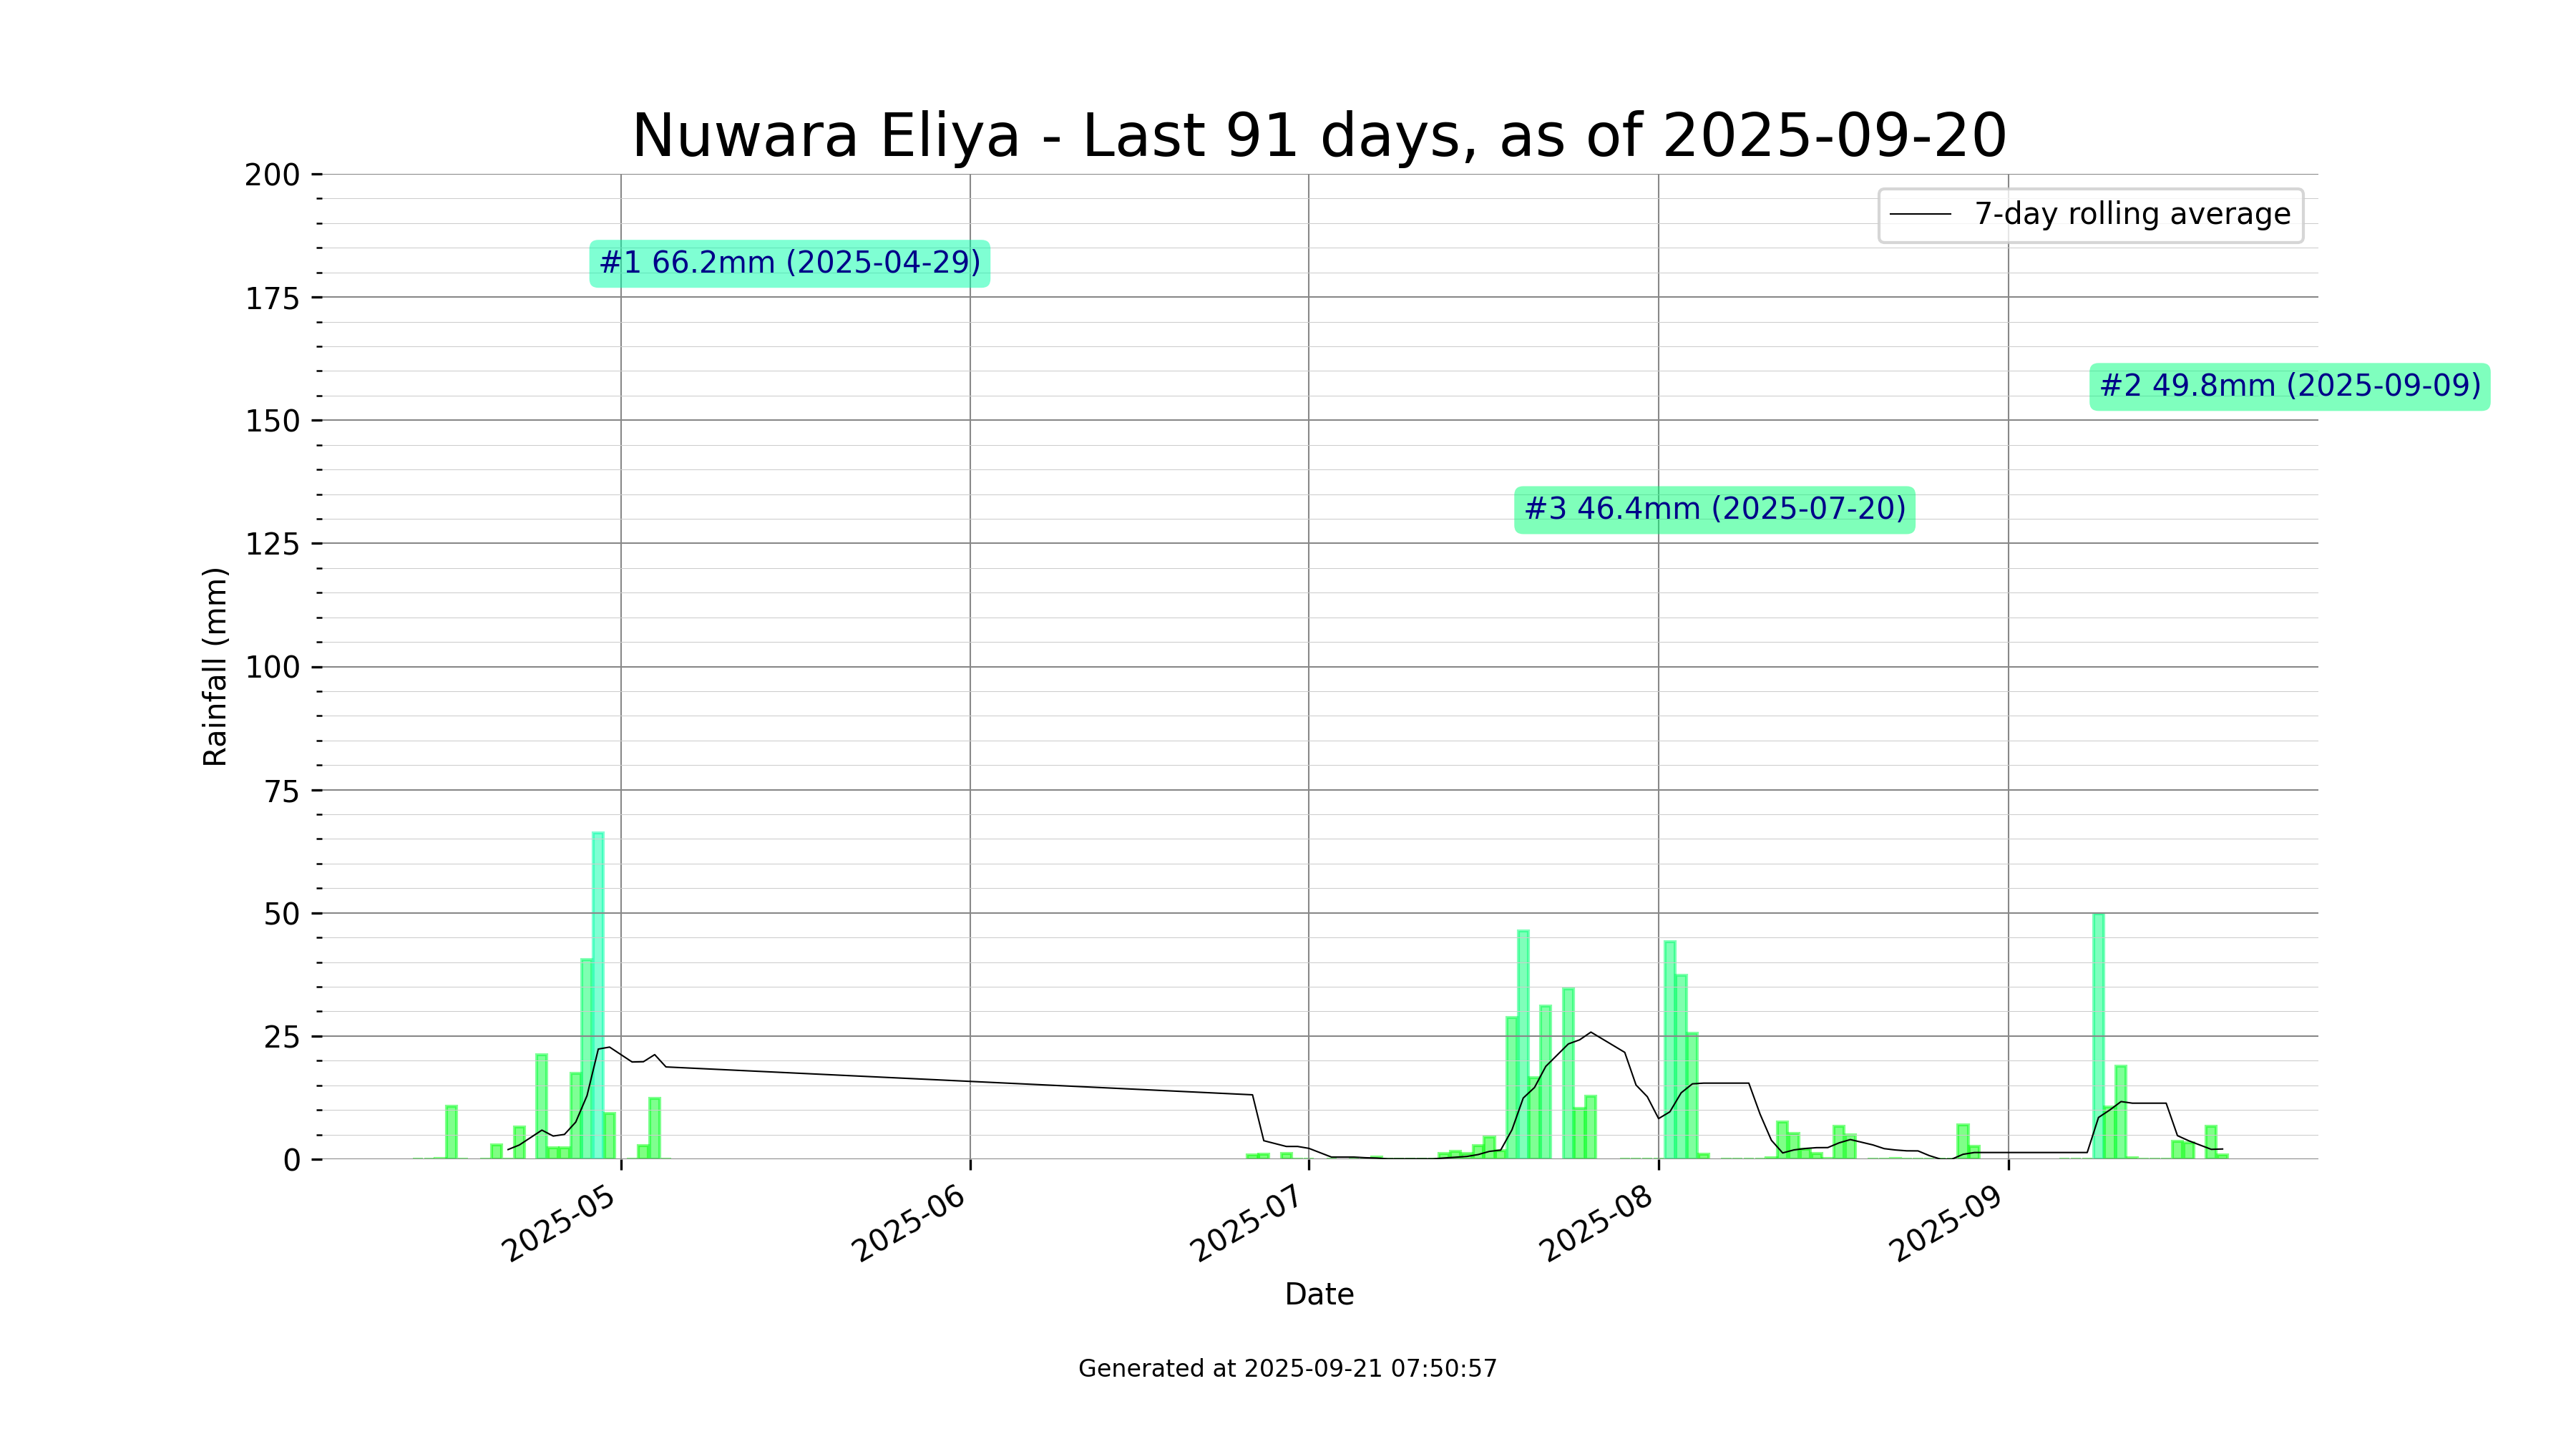 Nuwara Eliya - Last 91 days, as of 2025-09-20
7-day rolling average
#1 66.2mm (2025-04-29)
#2 49.8mm (2025-09-09)
#3 46.4mm (2025-07-20)
Rainfall (mm)
200
175
150
125
100
75
50
25
0
2025-05
2025-06
2025-07
2025-08
2025-09
Date
Generated at 2025-09-21 07:50:57